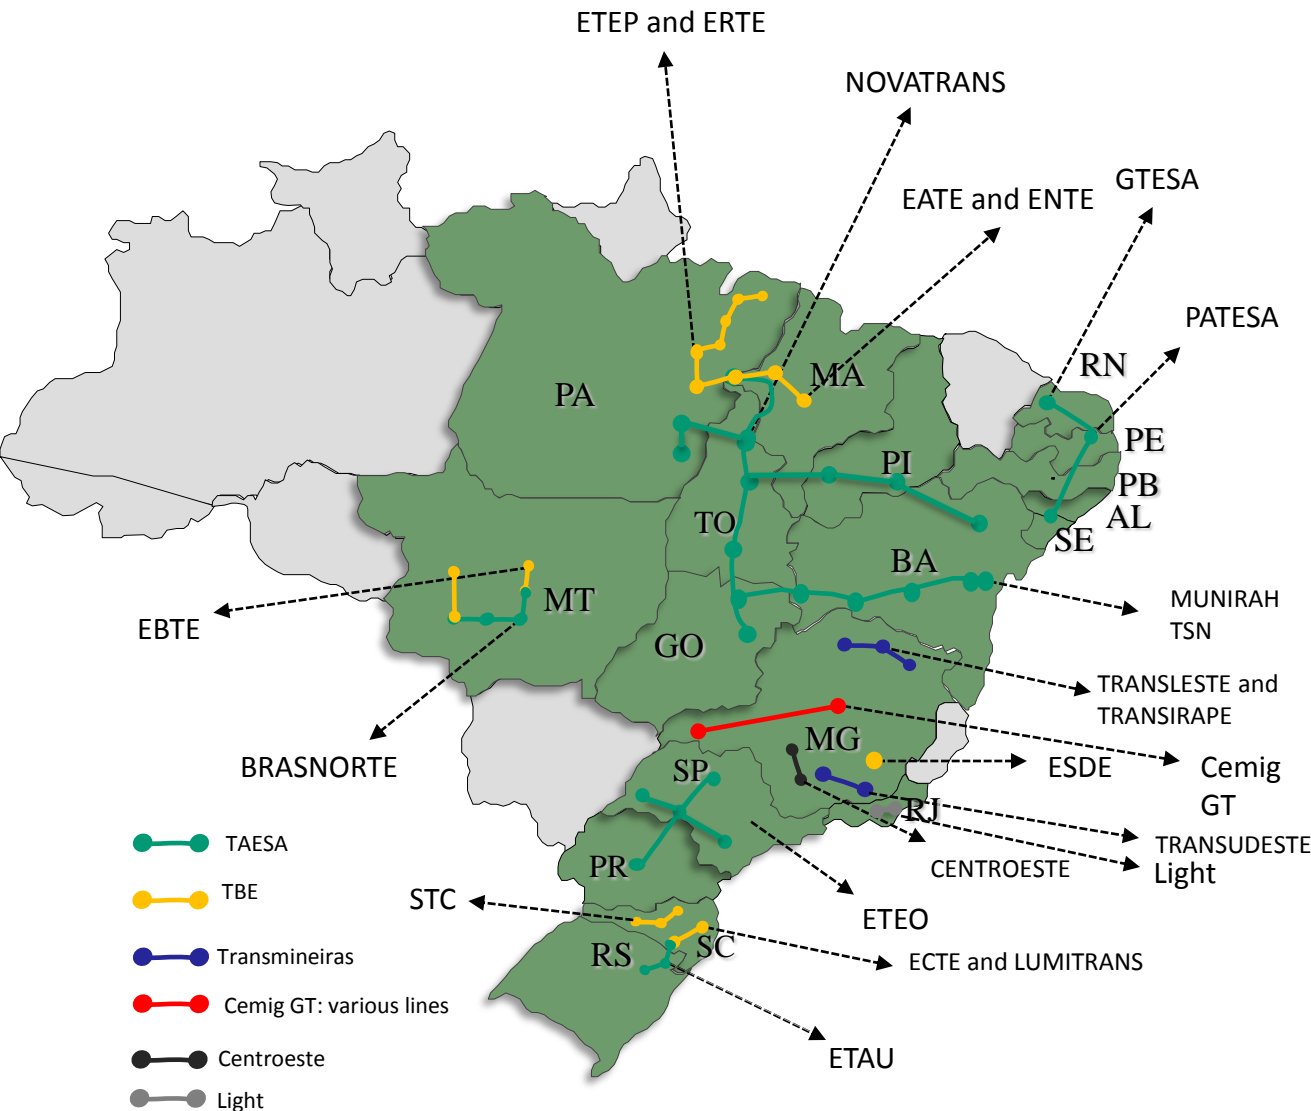 ETEP and ERTE
NOVATRANS
GTESA
EATE and ENTE
PATESA
RN
MA
PA
PE
PI
PB
AL
TO
SE
BA
MT
MUNIRAH
TSN
EBTE
GO
TRANSLESTE and
TRANSIRAPE
MG
BRASNORTE
SP
ESDE
Cemig
GT
RJ
TAESA
TRANSUDESTE
PR
CENTROESTE
Light
TBE
STC
ETEO
RS
SC
Transmineiras
ECTE and LUMITRANS
Cemig GT: various lines
ETAU
Centroeste
Light